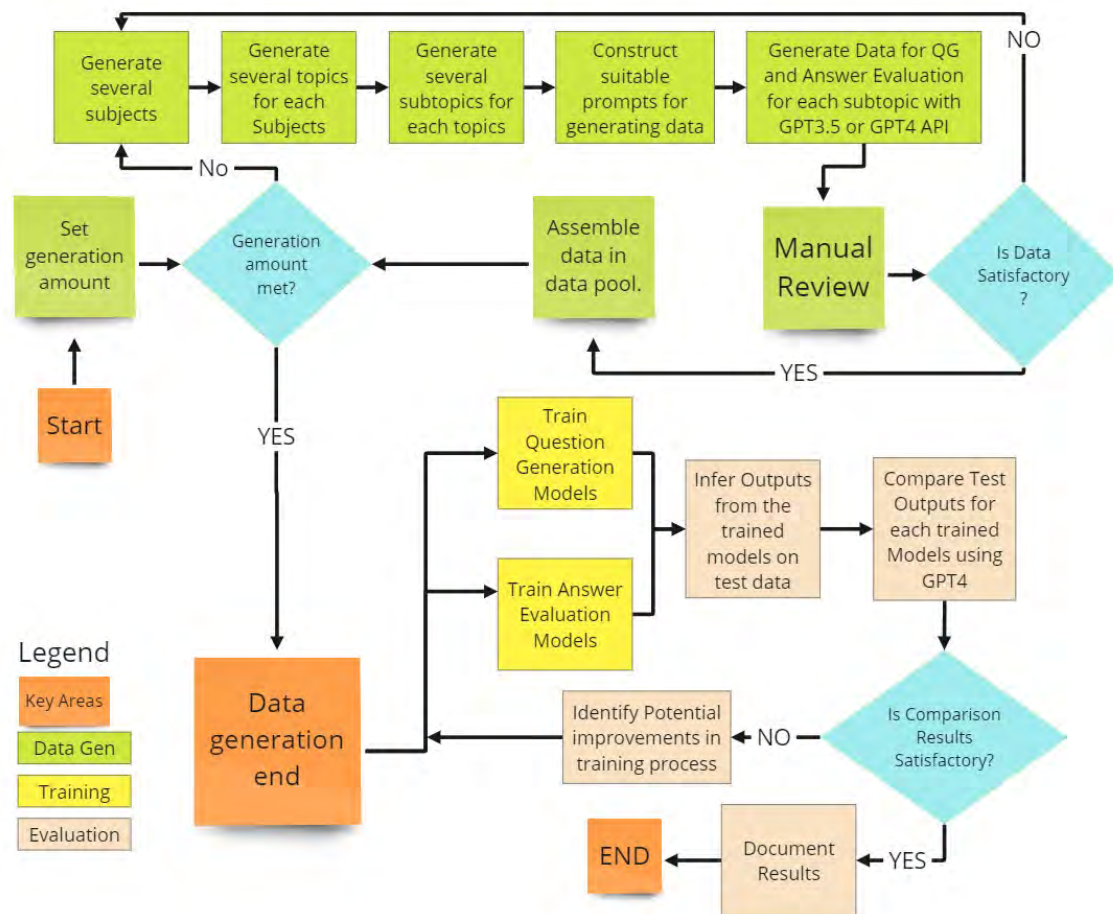 NO
Generate
several
subjects
Generate
several topics
for each
Subjects
Generate
several
subtopics for
each topics
Construct
suitable
prompts for
generating data
Generate Data for QG
and Answer Evaluation
for each subtopic with
GPT3.5 or GPT4 API
No
Set
generation
amount
Generation
amount
met?
Assemble
data in
data pool.
Manual
Review
Is Data
Satisfactory
?
YES
Start
YES
Train
Question
Generation
Models
Infer Outputs
from the
trained
models on
test data
Compare Test
Outputs for
each trained
Models using
GPT4
Train Answer
Evaluation
Models
Legend
Key Areas
Data Gen
Training
Evaluation
Data
generation
end
Identify Potential
improvements in
training process
NO
Is Comparison
Results
Satisfactory?
END
Document
Results
YES